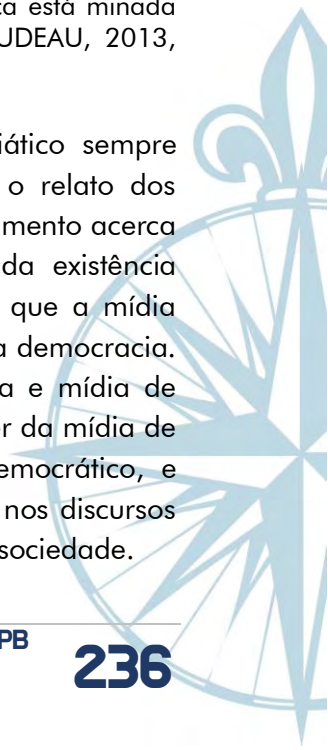 ca está minada
UDEAU, 2013,
iático sempre
o relato dos
mento acerca
da existência
que a mídia
a democracia.
a e mídia de
er da mídia de
emocrático, e
nos discursos
sociedade.
PB
236